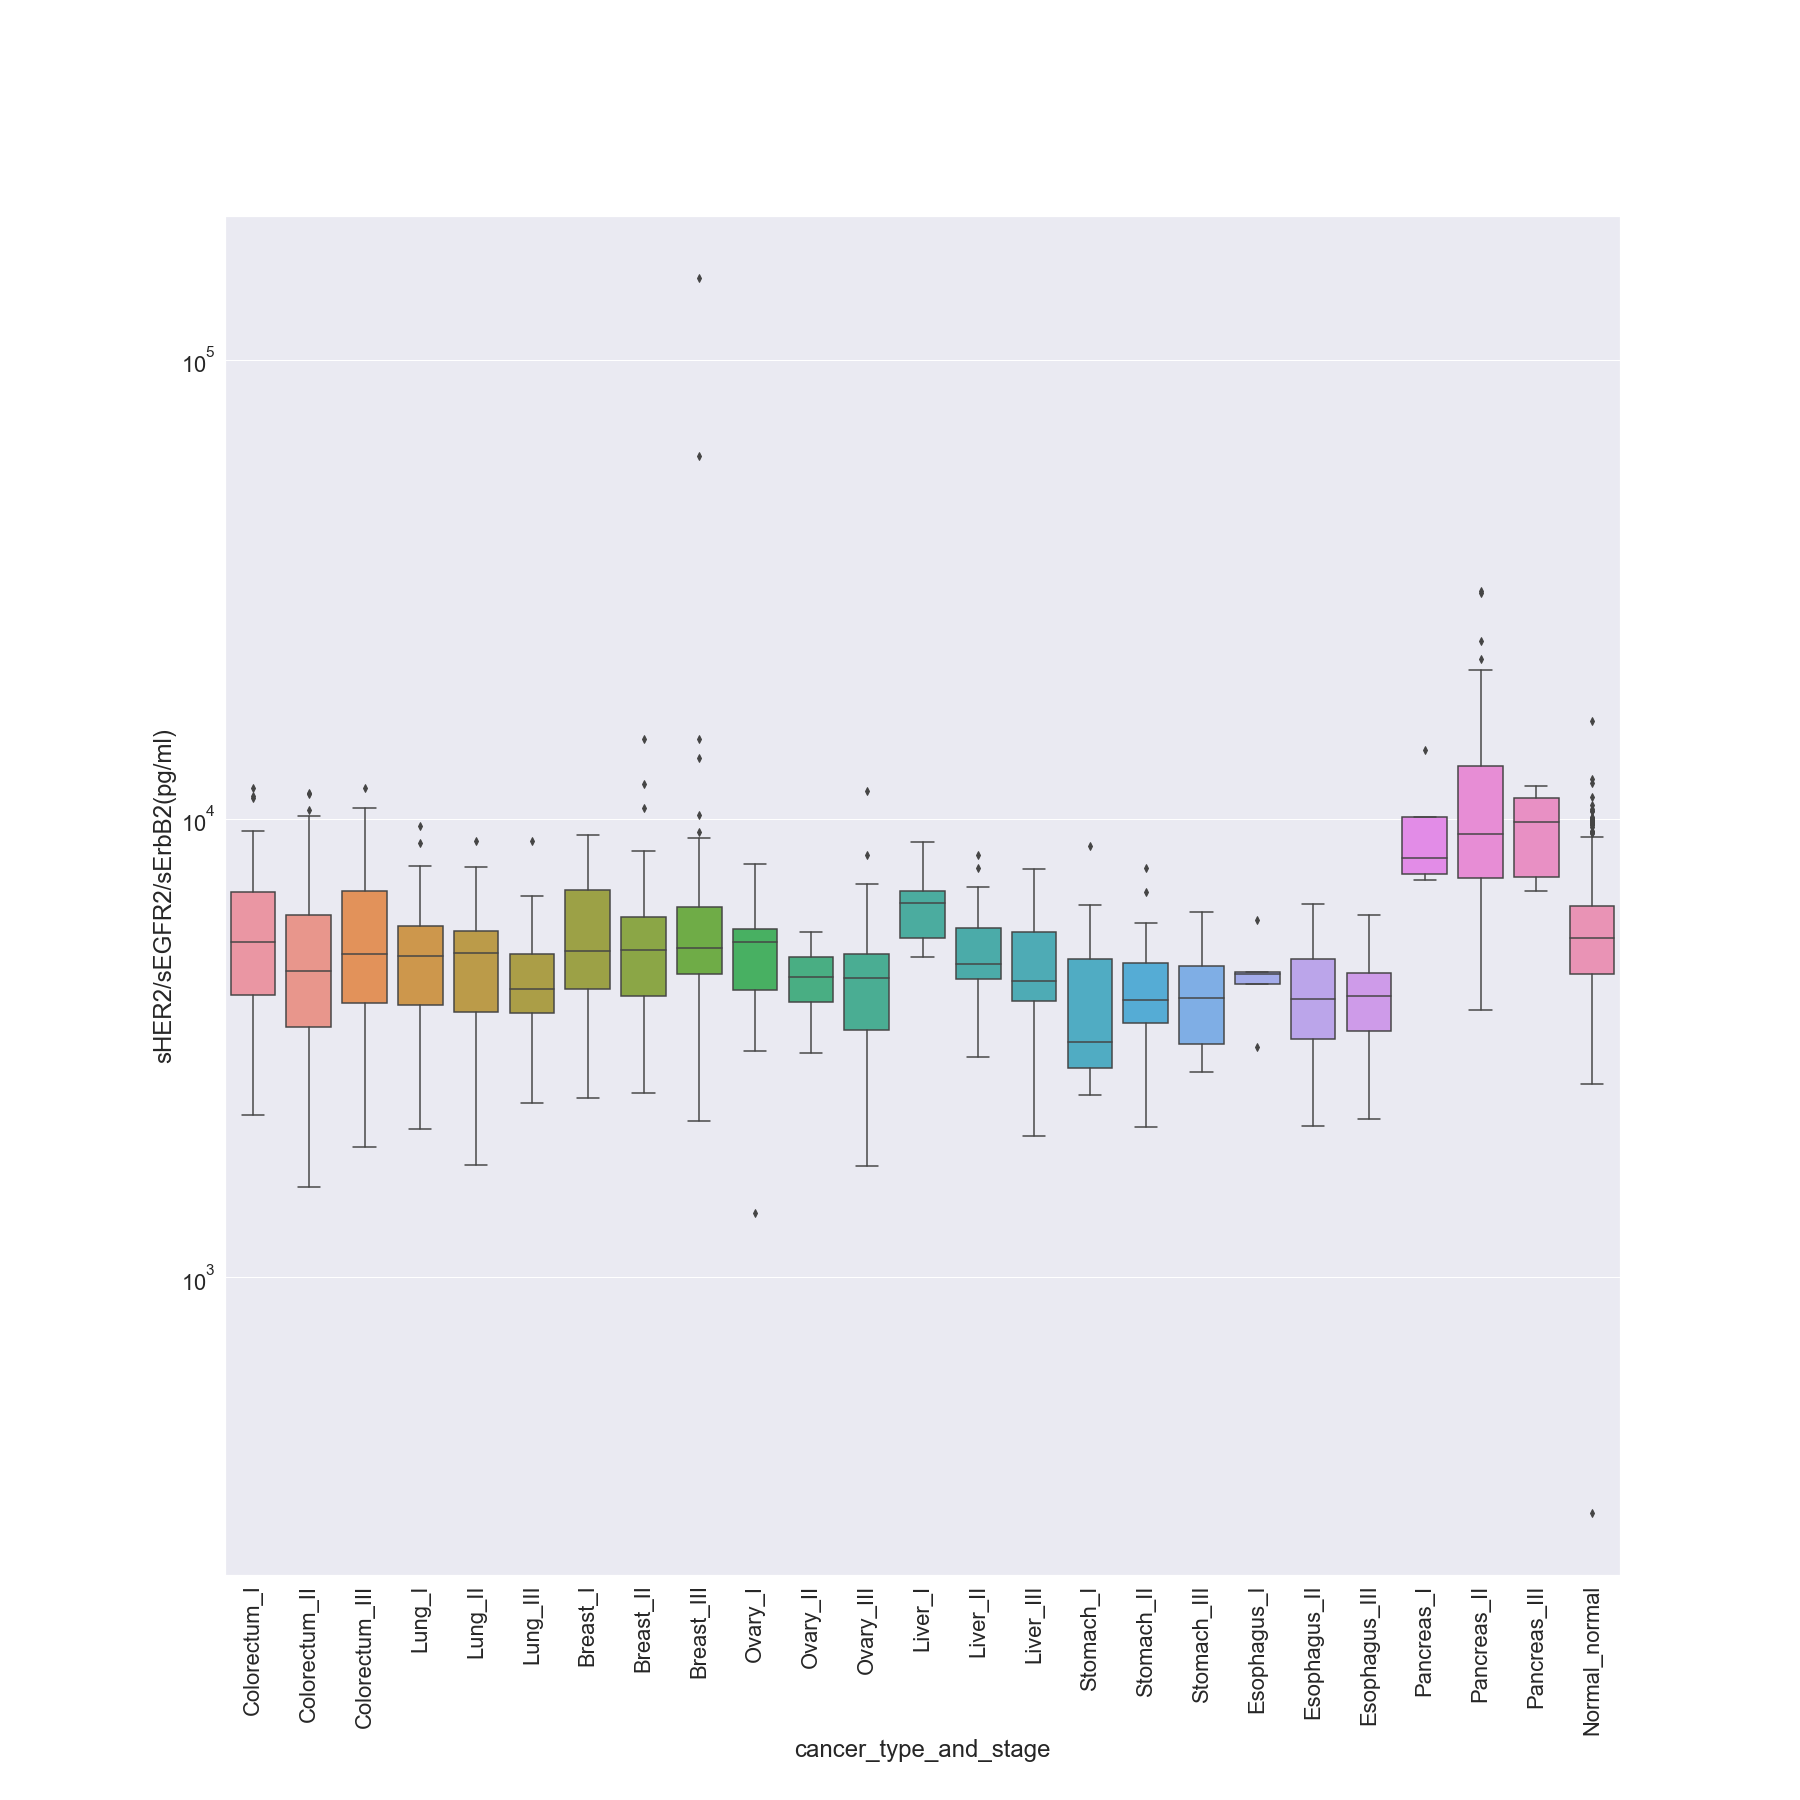 sHER2/sEGFR2/sErbB2(pg/ml)
10^5
10^4
10^3
Colorectum_I
Colorectum_II
Colorectum_III
Lung_I
Lung_II
Lung_III
Breast_I
Breast_II
Breast_III
Ovary_I
Ovary_II
Ovary_III
Liver_I
Liver_II
Liver_III
Stomach_I
Stomach_II
Stomach_III
Esophagus_I
Esophagus_II
Esophagus_III
Pancreas_I
Pancreas_II
Pancreas_III
Normal_normal
cancer_type_and_stage